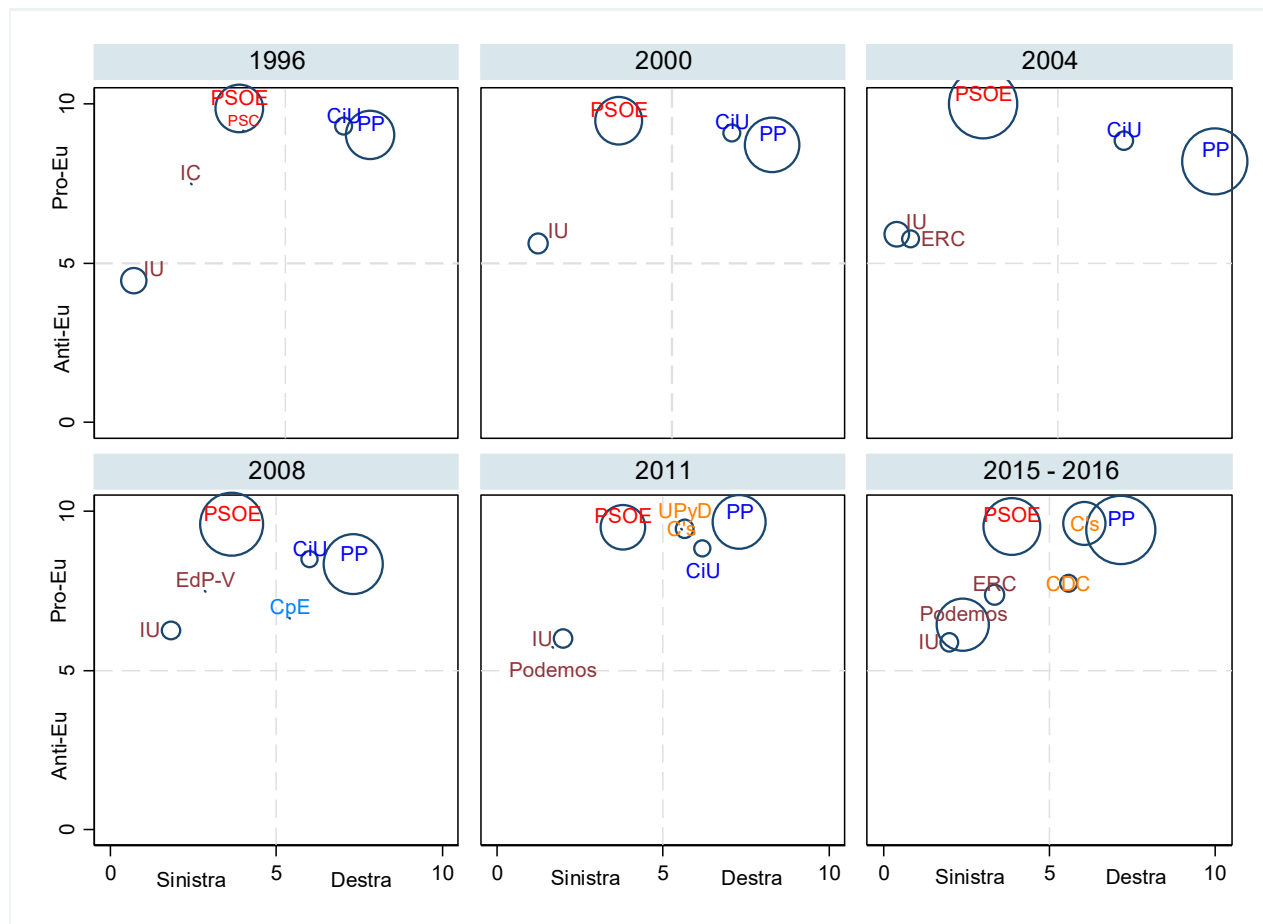 1996
2000
2004
10
PSOE
PSC
CiU
PP
IC
IU
PSOE
CiU
PP
IU
PSOE
CiU
PP
IU
ERC
Pro-Eu
5
Anti-Eu
0
2008
2011
2015 - 2016
10
PSOE
CiU
PP
EdP-V
CpE
IU
PSOE
UPyD
C's
PP
CiU
IU
Podemos
PSOE
C's
PP
ERC
CDC
Podemos
IU
Pro-Eu
5
Anti-Eu
0
0 Sinistra 5 Destra 10
0 Sinistra 5 Destra 10
0 Sinistra 5 Destra 10